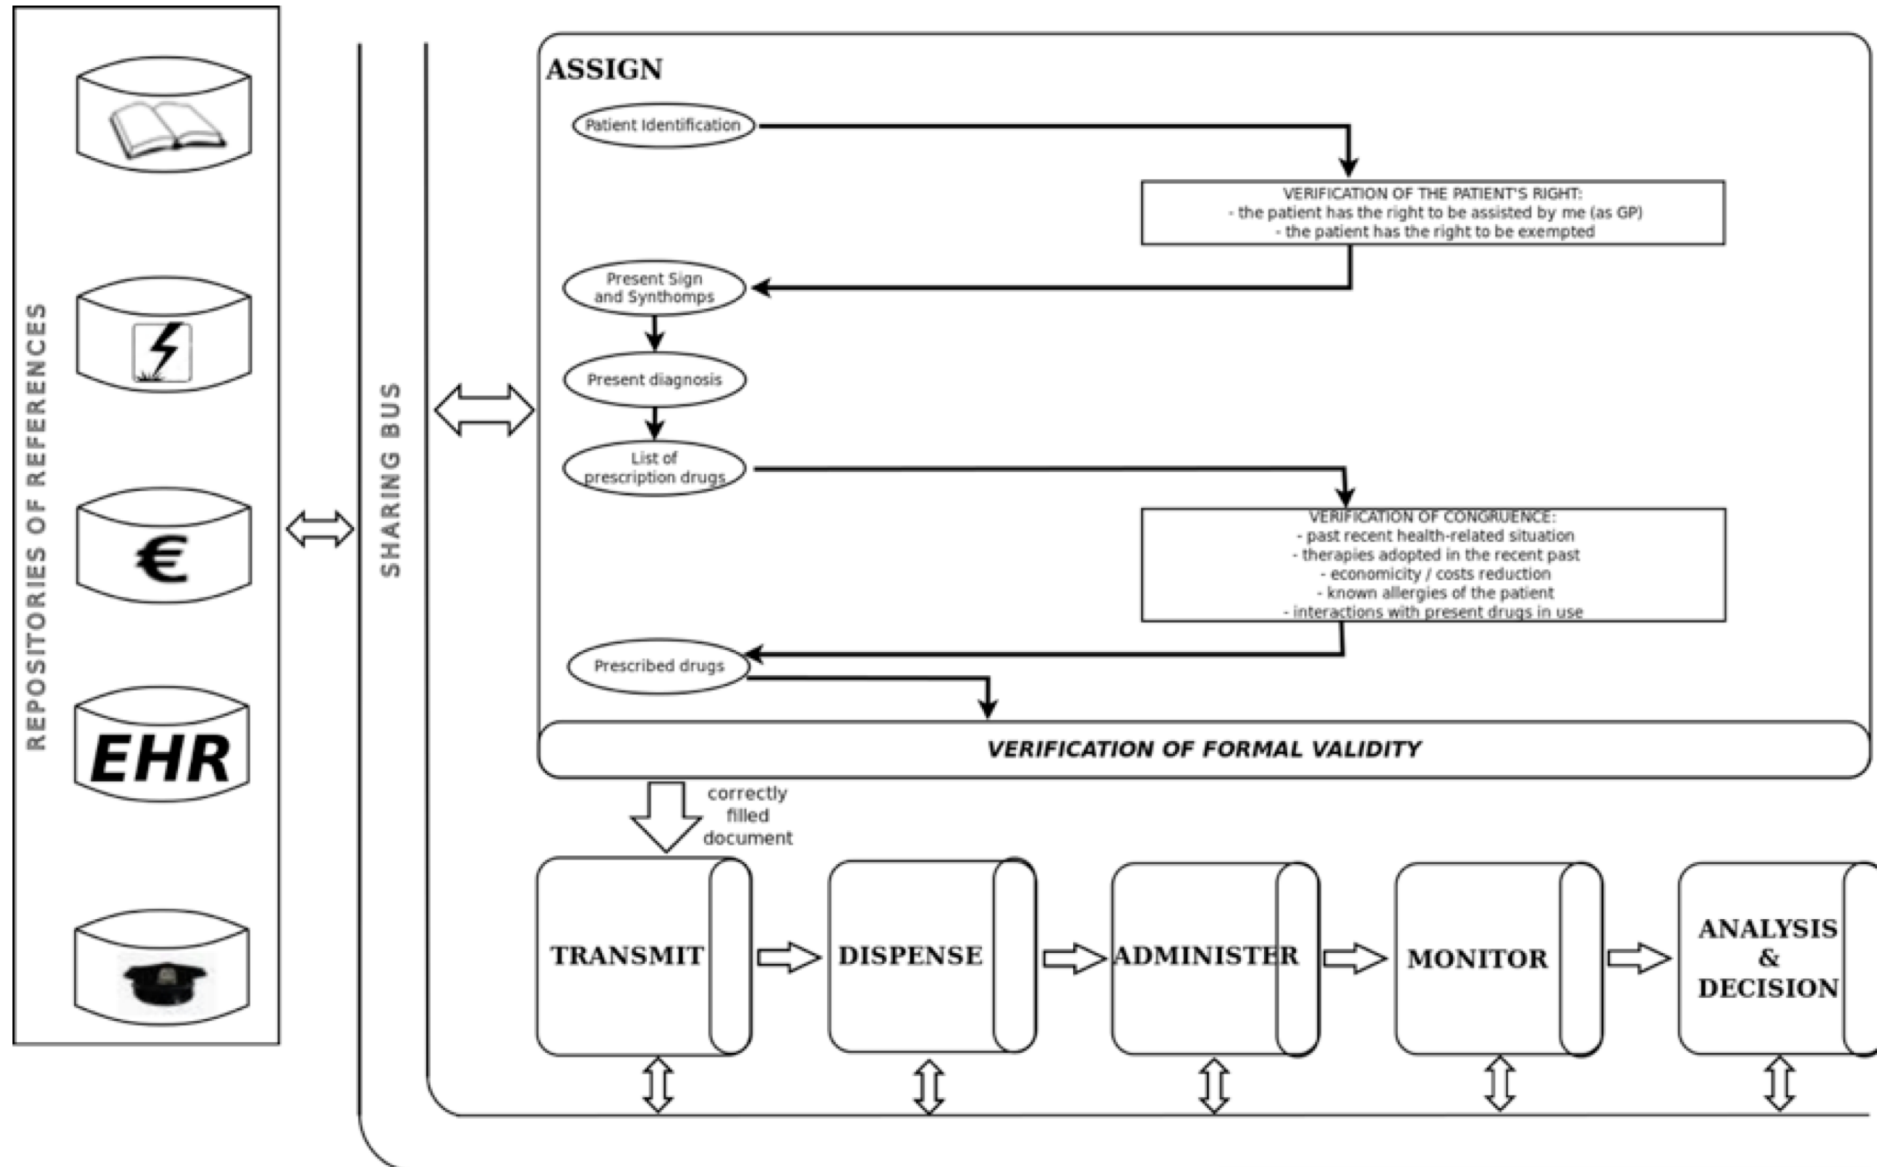 REPOSITORIES OF REFERENCES
€
EHR
SHARING BUS
ASSIGN
Patient Identification
VERIFICATION OF THE PATIENT'S RIGHT:
- the patient has the right to be assisted by me (as GP)
- the patient has the right to be exempted
Present Sign
and Synthomps
Present diagnosis
List of
prescription drugs
VERIFICATION OF CONGRUENCE:
- past recent health-related situation
- therapies adopted in the recent past
- economicity / costs reduction
- known allergies of the patient
- interactions with present drugs in use
Prescribed drugs
VERIFICATION OF FORMAL VALIDITY
correctly
filled
document
TRANSMIT
DISPENSE
ADMINISTER
MONITOR
ANALYSIS
&
DECISION